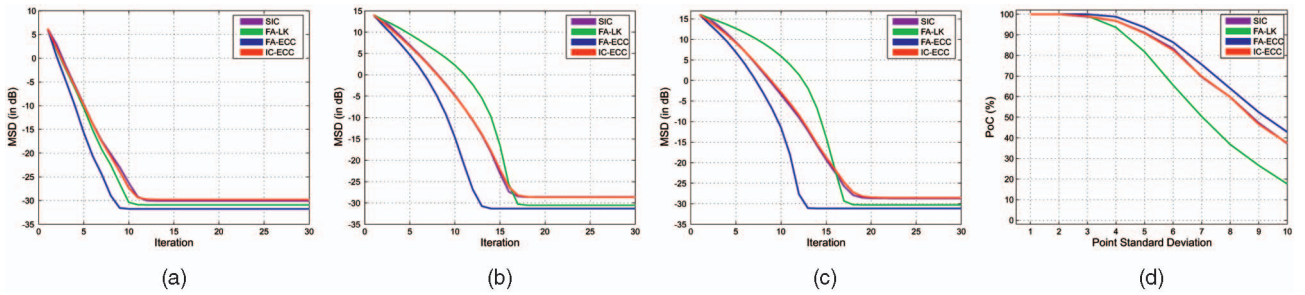 MSD (in dB)
15
10
5
0
-5
-10
-15
-20
-25
-30
-35
SIC
FA-LK
FA-ECC
IC-ECC
0 5 10 15 20 25 30
Iteration
(a)
MSD (in dB)
15
10
5
0
-5
-10
-15
-20
-25
-30
-35
SIC
FA-LK
FA-ECC
IC-ECC
0 5 10 15 20 25 30
Iteration
(b)
MSD (in dB)
15
10
5
0
-5
-10
-15
-20
-25
-30
-35
SIC
FA-LK
FA-ECC
IC-ECC
0 5 10 15 20 25 30
Iteration
(c)
PoC (%)
100
90
80
70
60
50
40
30
20
10
0
SIC
FA-LK
FA-ECC
IC-ECC
1 2 3 4 5 6 7 8 9 10
Point Standard Deviation
(d)